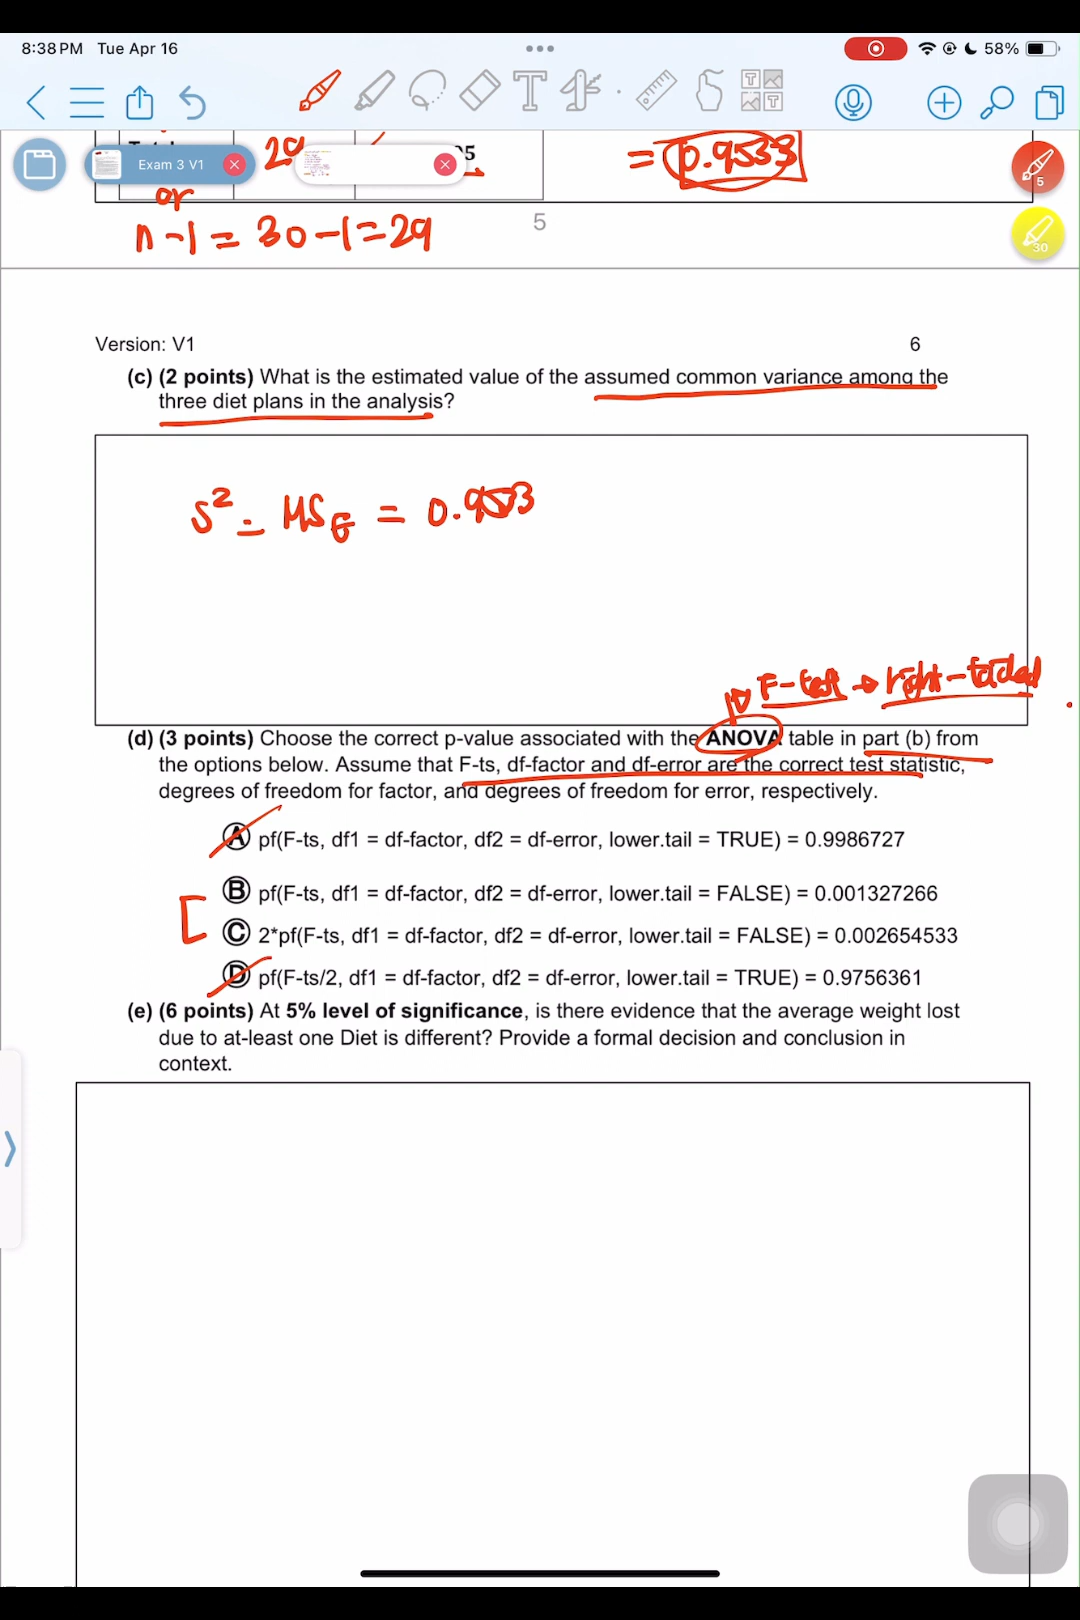 8:38 PM Tue Apr 16
58%
Exam 3 V1
29
5.
= 0.9533
or
n-1 = 30-1=29
5
5
30
Version: V1
6
(c) (2 points) What is the estimated value of the assumed common variance among the
three diet plans in the analysis?
S² = MSE = 0.9533
F-test → right-tailed
(d) (3 points) Choose the correct p-value associated with the ANOVA table in part (b) from
the options below. Assume that F-ts, df-factor and df-error are the correct test statistic,
degrees of freedom for factor, and degrees of freedom for error, respectively.
A pf(F-ts, df1 = df-factor, df2 = df-error, lower.tail = TRUE) = 0.9986727
B pf(F-ts, df1 = df-factor, df2 = df-error, lower.tail = FALSE) = 0.001327266
C 2*pf(F-ts, df1 = df-factor, df2 = df-error, lower.tail = FALSE) = 0.002654533
D pf(F-ts/2, df1 = df-factor, df2 = df-error, lower.tail = TRUE) = 0.9756361
(e) (6 points) At 5% level of significance, is there evidence that the average weight lost
due to at-least one Diet is different? Provide a formal decision and conclusion in
context.